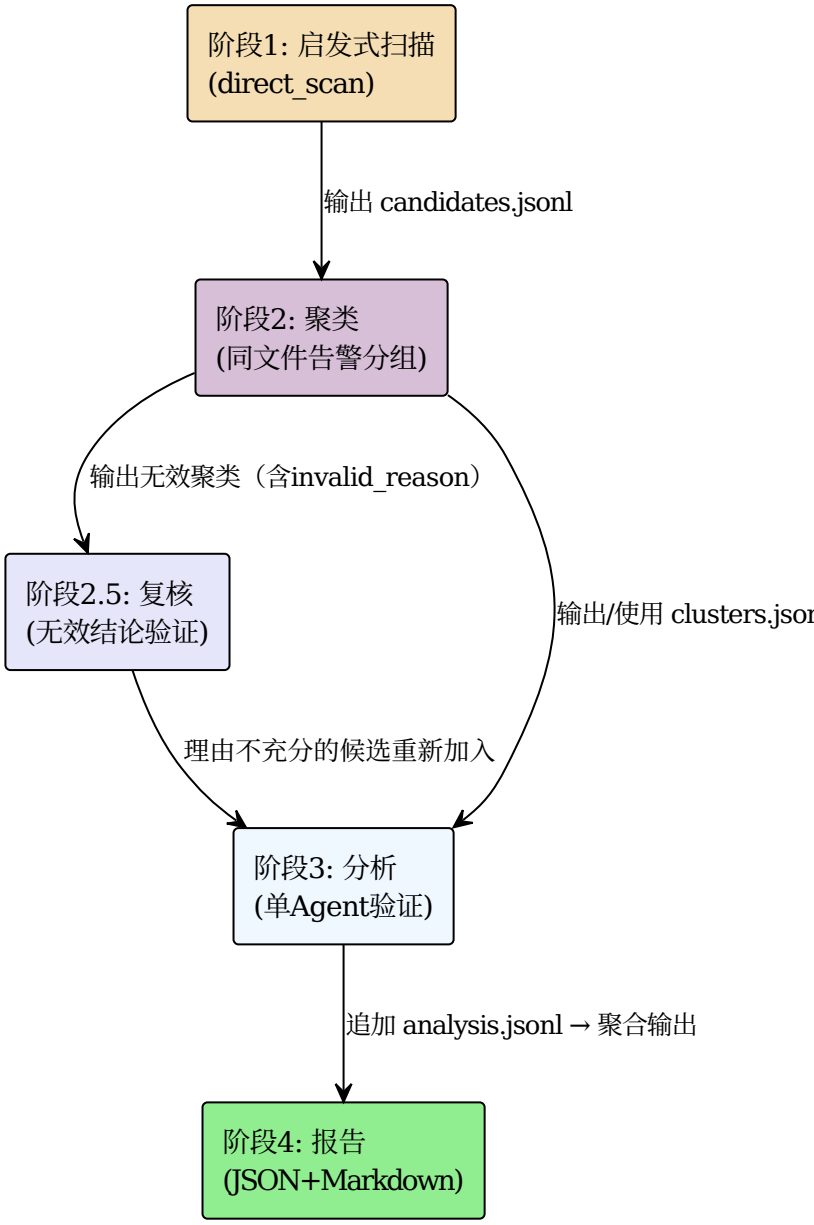 阶段1: 启发式扫描
(direct_scan)
输出 candidates.jsonl
阶段2: 聚类
(同文件告警分组)
输出无效聚类（含invalid_reason）
阶段2.5: 复核
(无效结论验证)
输出/使用 clusters.jsor
理由不充分的候选重新加入
阶段3: 分析
(单Agent验证)
追加 analysis.jsonl → 聚合输出
阶段4: 报告
(JSON+Markdown)